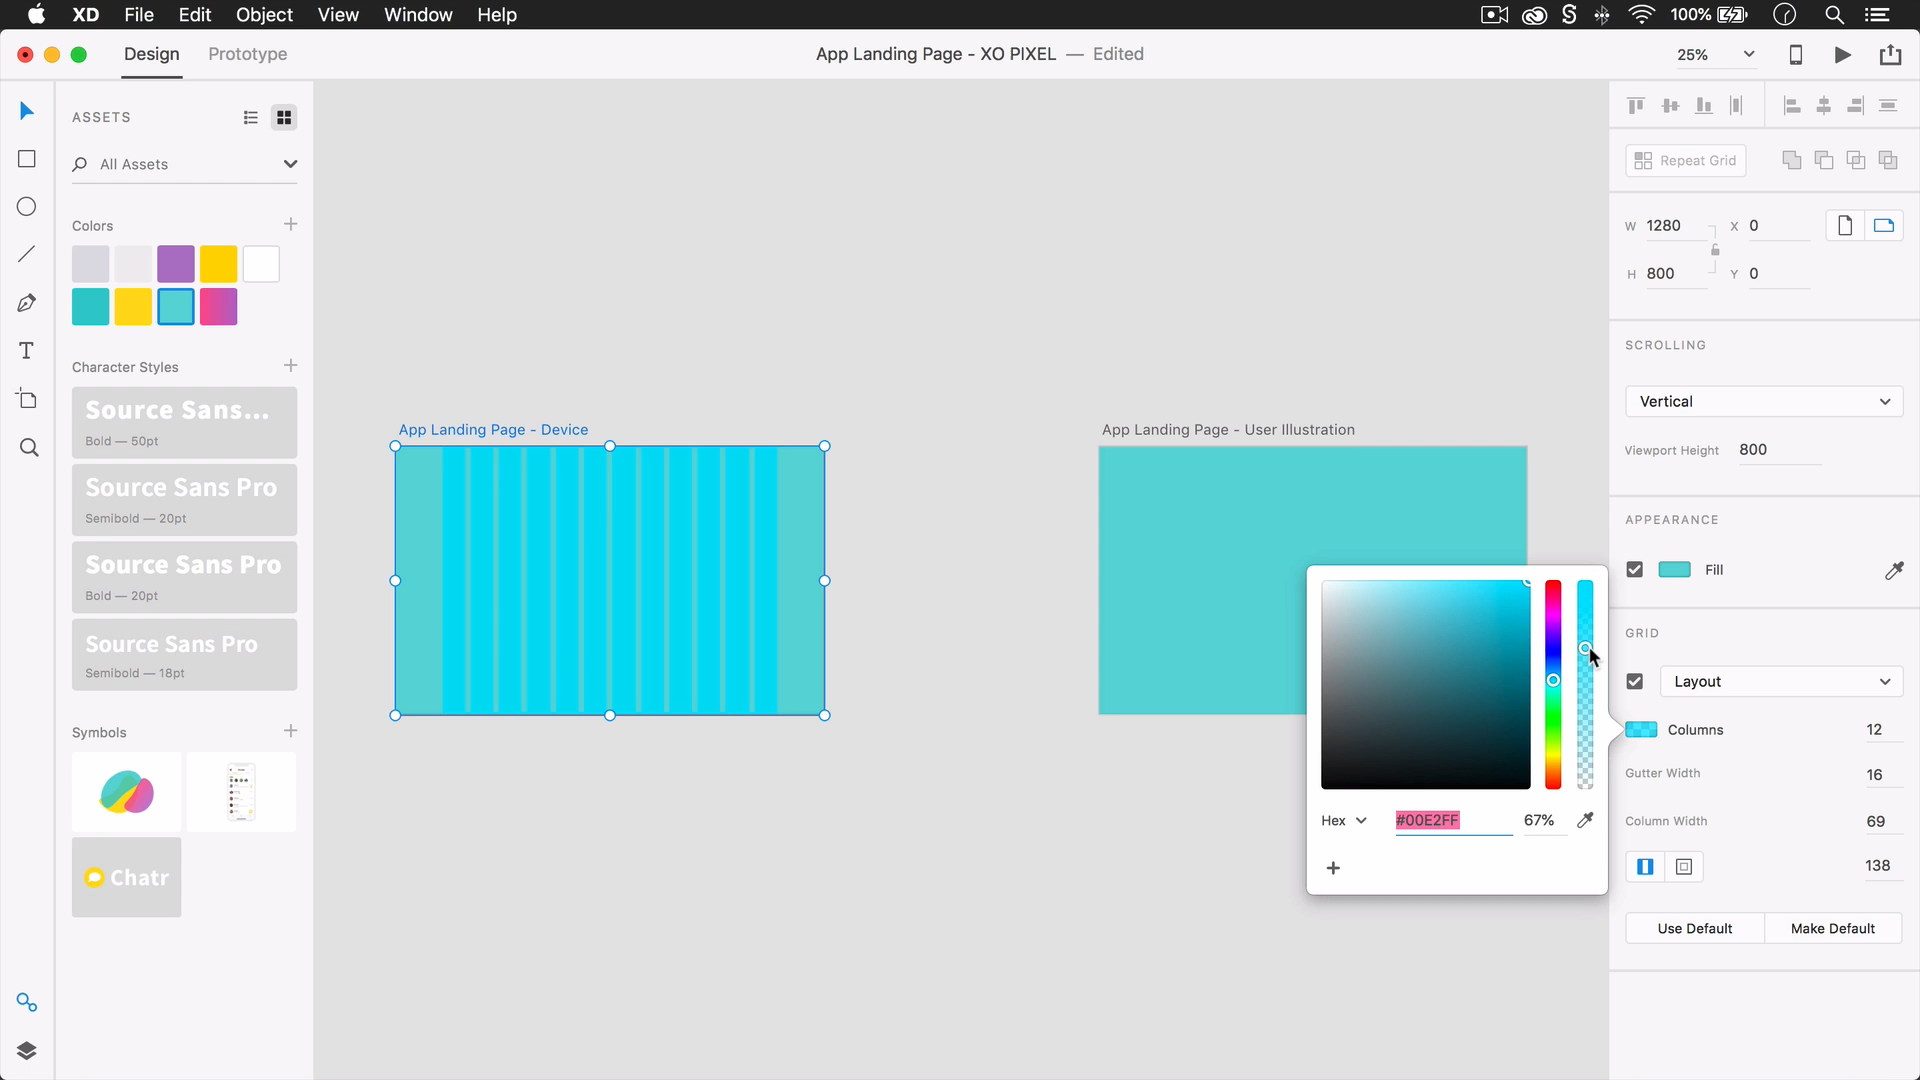 XD File Edit Object View Window Help
100%
Design Prototype
App Landing Page - XO PIXEL — Edited
25%
ASSETS
All Assets
Colors
Character Styles
Source Sans...
Bold — 50pt
Source Sans Pro
Semibold — 20pt
Source Sans Pro
Bold — 20pt
Source Sans Pro
Semibold — 18pt
Symbols
Chatr
App Landing Page - Device
App Landing Page - User Illustration
Hex #00E2FF 67%
Repeat Grid
W 1280 X 0
H 800 Y 0
SCROLLING
Vertical
Viewport Height 800
APPEARANCE
Fill
GRID
Layout
Columns 12
Gutter Width 16
Column Width 69
138
Use Default Make Default